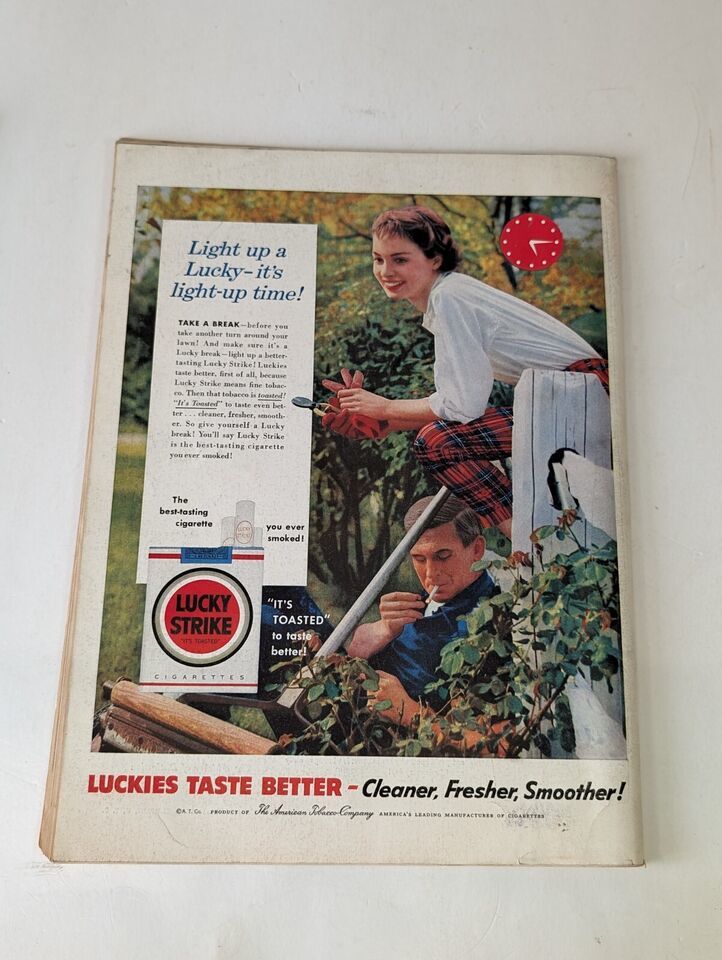 Light up a
Lucky-it's
light-up time!
TAKE A BREAK—before you
take another turn around your
lawn! And make sure it's a
Lucky break—light up a better-
tasting Lucky Strike! Luckies
taste better, first of all, because
Lucky Strike means fine tobac-
co. Then that tobacco is toasted!
"It's Toasted" to taste even bet-
ter . . . cleaner, fresher, smooth-
er. So give yourself a Lucky
break! You'll say Lucky Strike
is the best-tasting cigarette
you ever smoked!
The
best-tasting
cigarette
you ever
smoked!
LUCKY
STRIKE
"IT'S TOASTED"
CIGARETTES
"IT'S
TOASTED"
to taste
better!
LUCKIES TASTE BETTER - Cleaner, Fresher, Smoother!
©A. T. Co. PRODUCT OF The American Tobacco Company AMERICA'S LEADING MANUFACTURER OF CIGARETTES